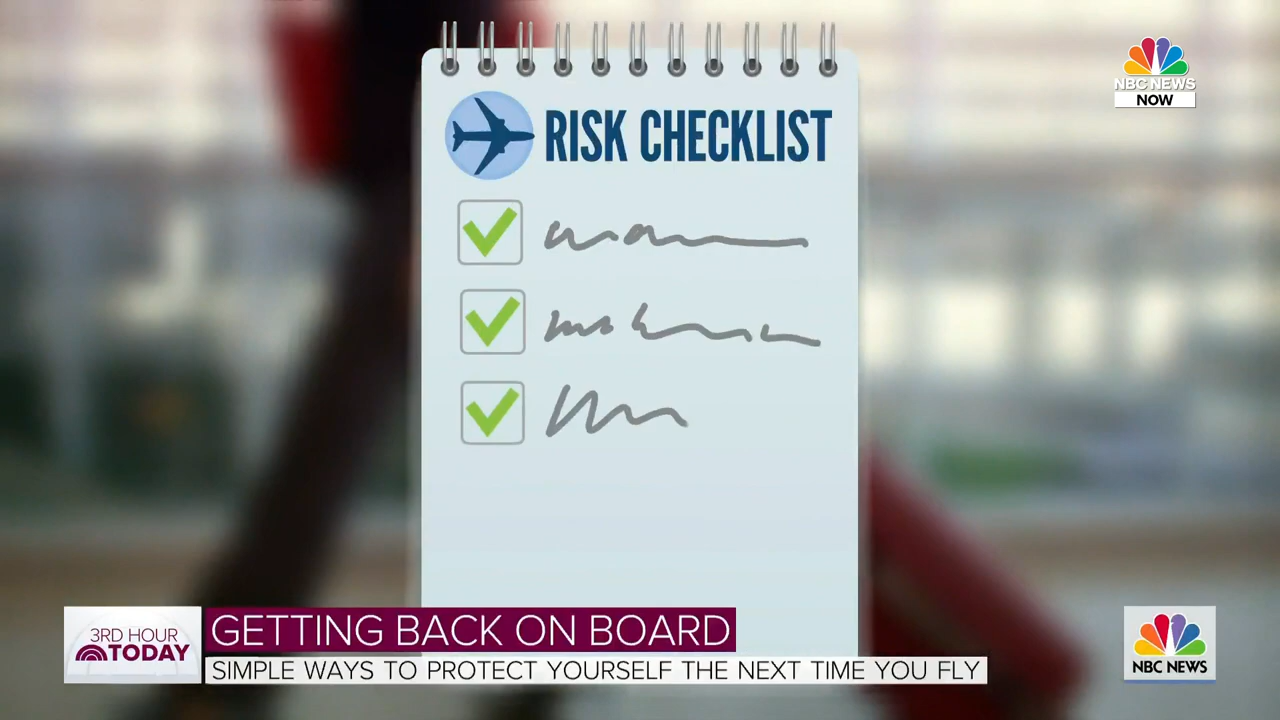 NBC NEWS
NOW
RISK CHECKLIST
3RD HOUR
TODAY
GETTING BACK ON BOARD
SIMPLE WAYS TO PROTECT YOURSELF THE NEXT TIME YOU FLY
NBC NEWS